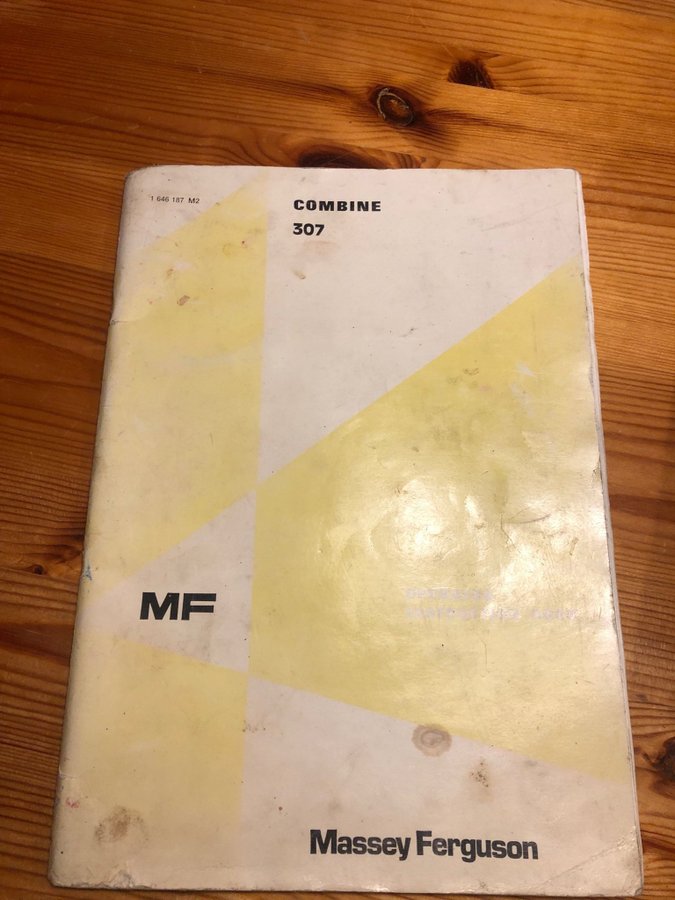 1 646 187 M2
COMBINE
307
MF
Massey Ferguson